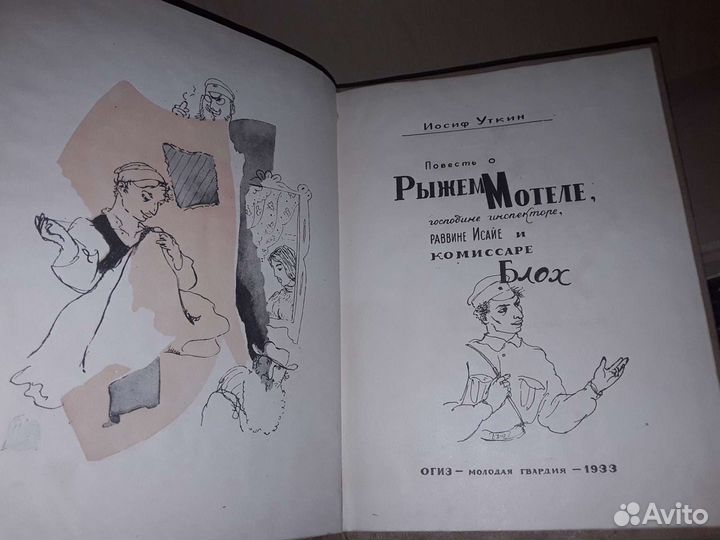 Иосиф Уткин
Повесть о
Рыжем Мотеле,
господине инспекторе,
раввине Исайе и
комиссаре
Блох
ОГИЗ — МОЛОДАЯ ГВАРДИЯ — 1933
Avito